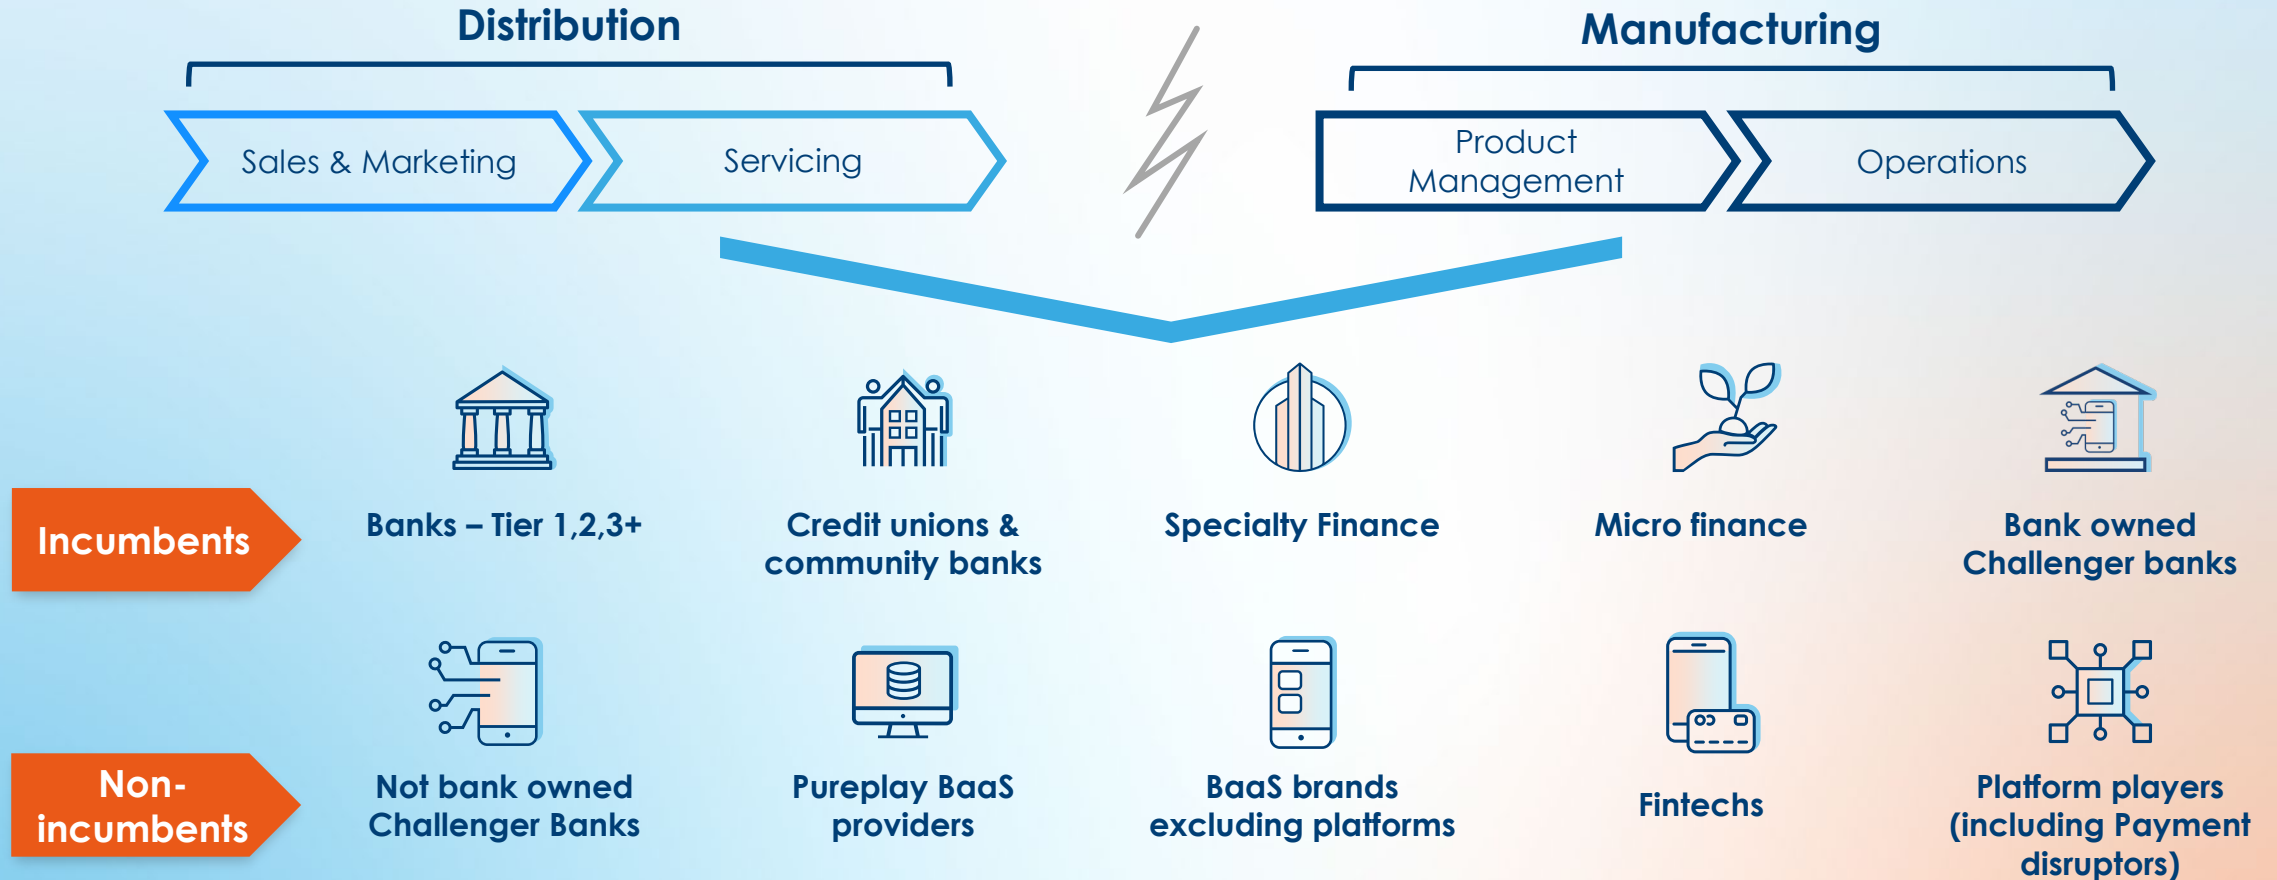 Distribution
Manufacturing
Sales & Marketing
Servicing
Product
Management
Operations
Incumbents
Banks – Tier 1,2,3+
Credit unions &
community banks
Specialty Finance
Micro finance
Bank owned
Challenger banks
Non-
incumbents
Not bank owned
Challenger Banks
Pureplay BaaS
providers
BaaS brands
excluding platforms
Fintechs
Platform players
(including Payment
disruptors)